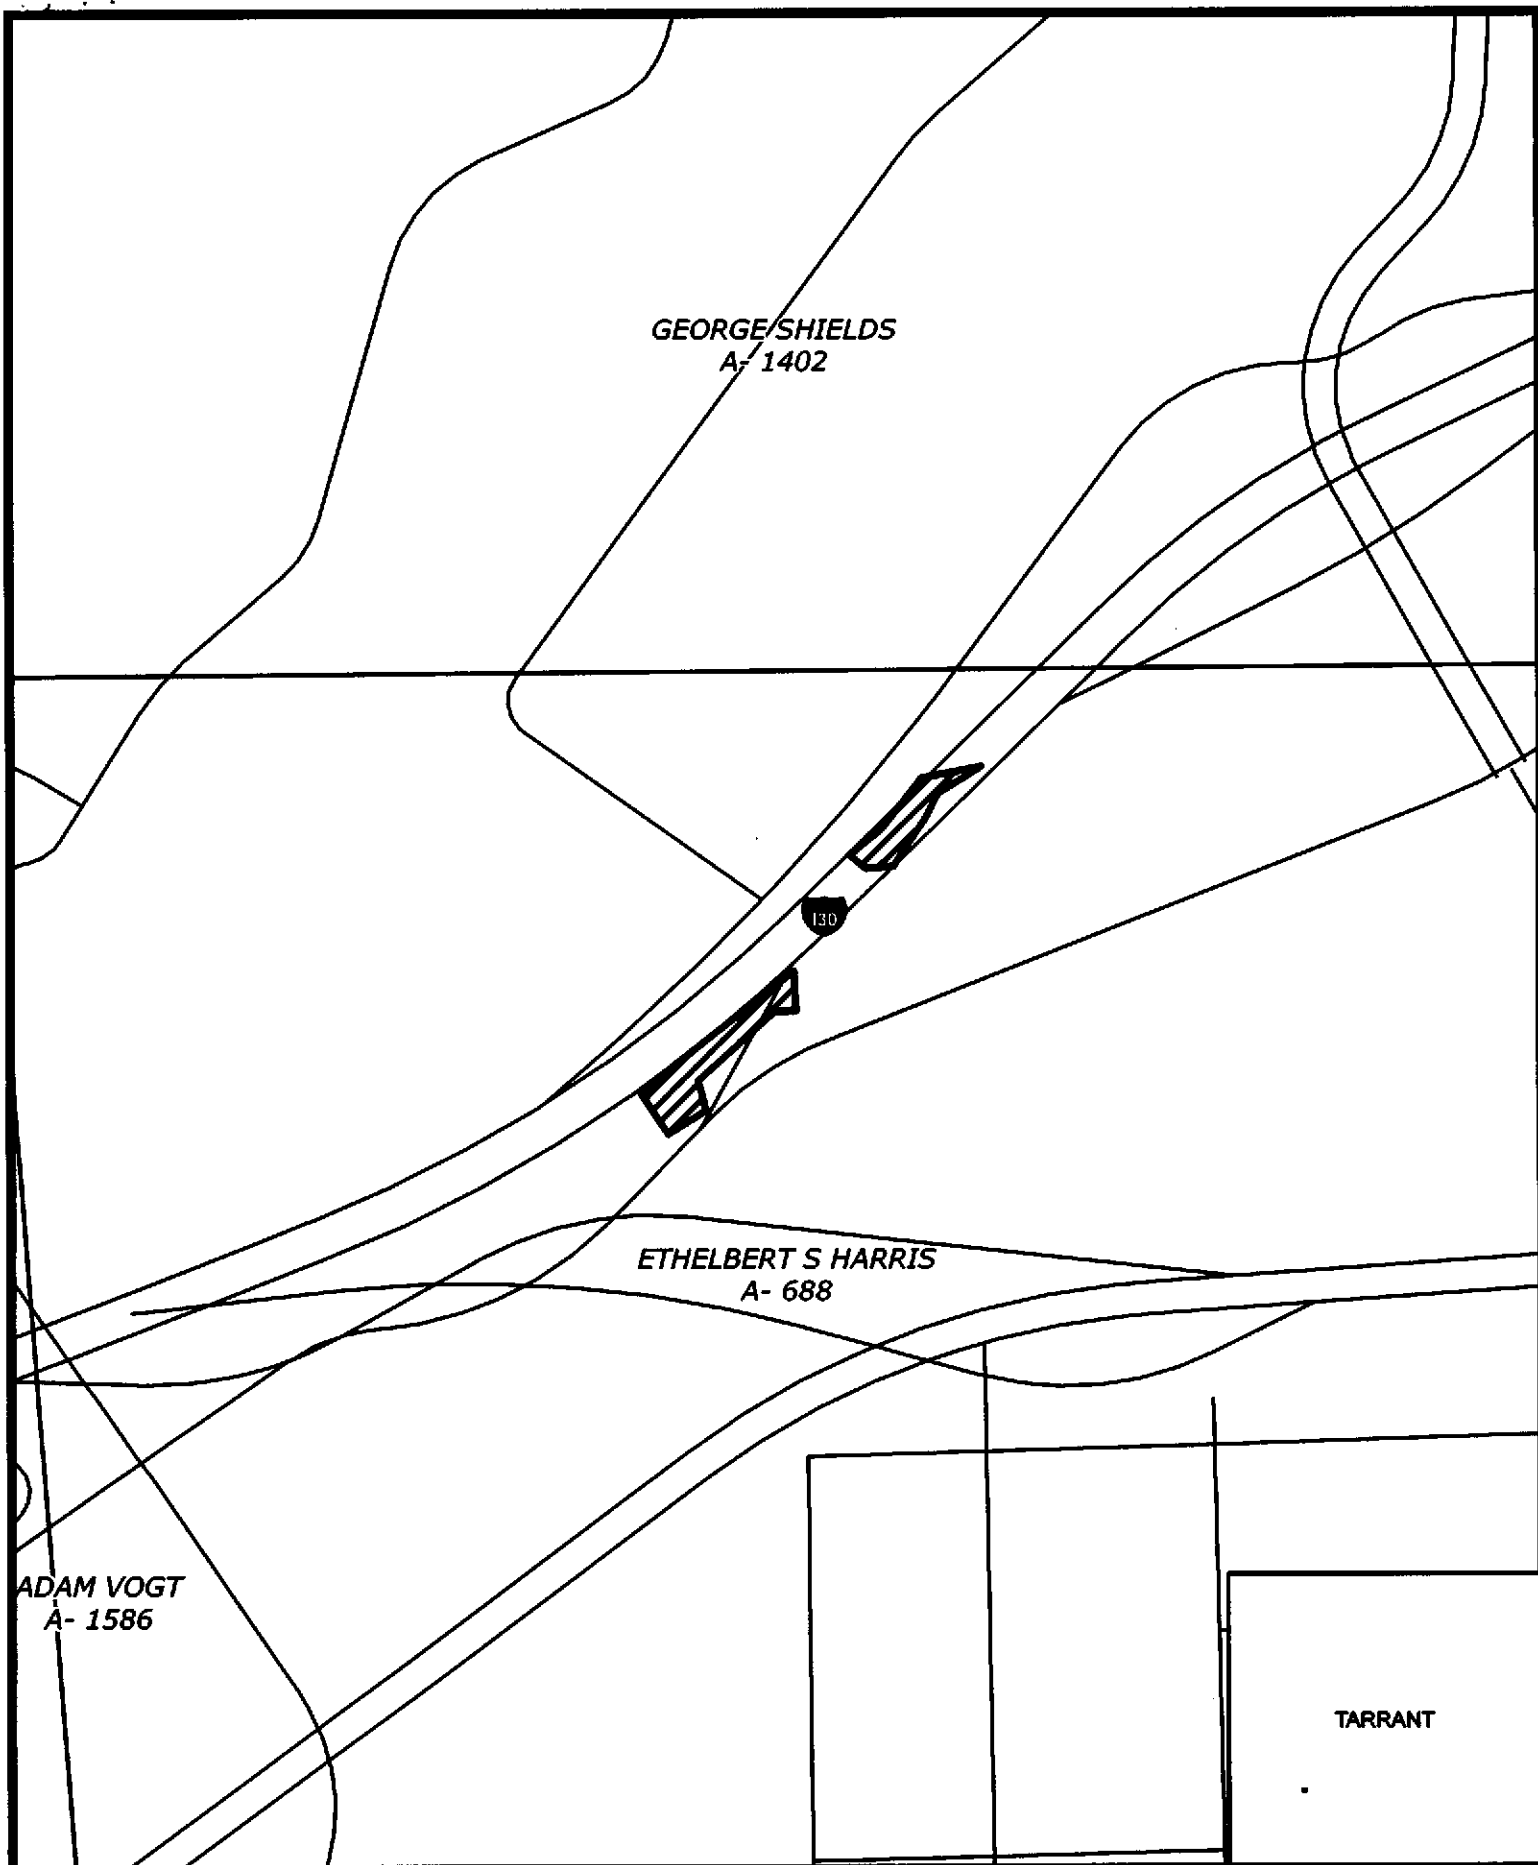 GEORGE SHIELDS
A- 1402
I30
ETHELBERT S HARRIS
A- 688
ADAM VOGT
A- 1586
TARRANT